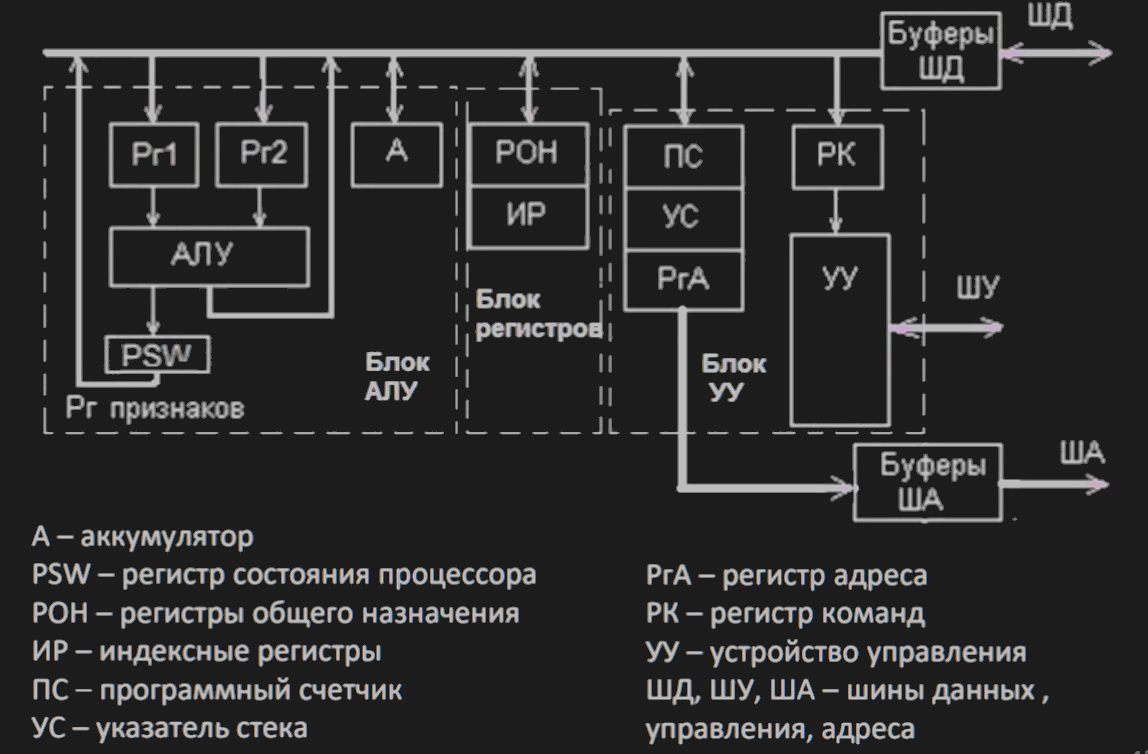 ШД
Буферы
ШД
Рг1
Рг2
А
РОН
ПС
РК
ИР
УС
АЛУ
РгА
УУ
ШУ
Блок
регистров
PSW
Блок
АЛУ
Блок
УУ
Рг признаков
ША
Буферы
ША
А – аккумулятор
PSW – регистр состояния процессора
РОН – регистры общего назначения
ИР – индексные регистры
ПС – программный счетчик
УС – указатель стека
РгА – регистр адреса
РК – регистр команд
УУ – устройство управления
ШД, ШУ, ША – шины данных ,
управления, адреса